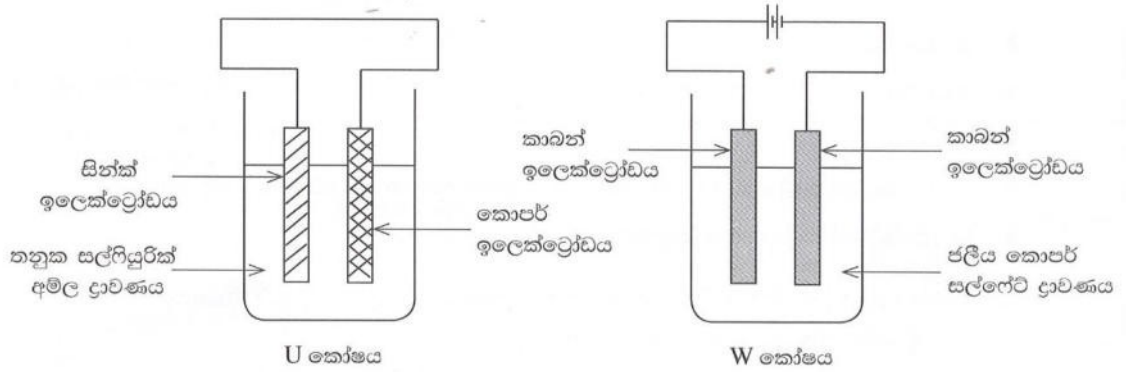 සින්ක්
ඉලෙක්ට්‍රෝඩය
තනුක සල්ෆියුරික්
අම්ල ද්‍රාවණය
කොපර්
ඉලෙක්ට්‍රෝඩය
U කෝෂය
කාබන්
ඉලෙක්ට්‍රෝඩය
කාබන්
ඉලෙක්ට්‍රෝඩය
ජලීය කොපර්
සල්ෆේට් ද්‍රාවණය
W කෝෂය